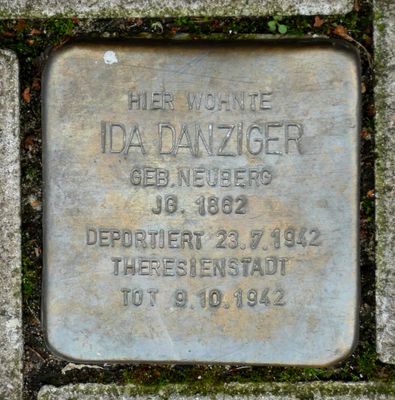 HIER WOHNTE
IDA DANZIGER
GEB. NEUBERG
JG. 1862
DEPORTIERT 23.7.1942
THERESIENSTADT
TOT 9.10.1942